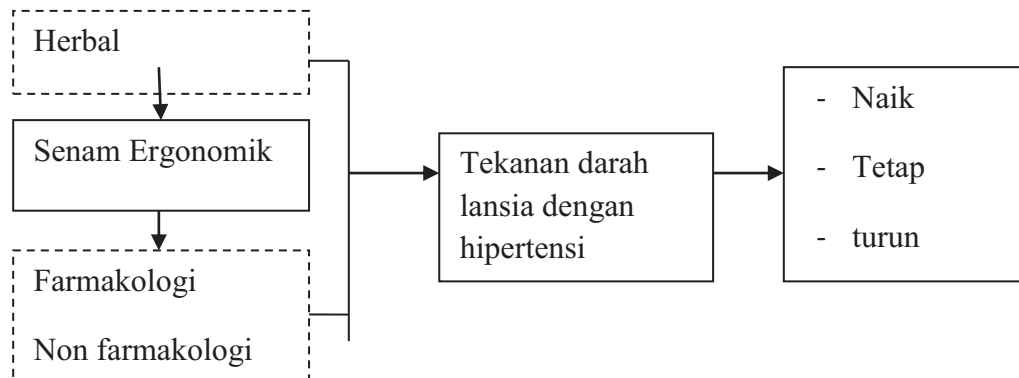 Herbal
Senam Ergonomik
Farmakologi
Non farmakologi
Tekanan darah
lansia dengan
hipertensi
- Naik
- Tetap
- turun